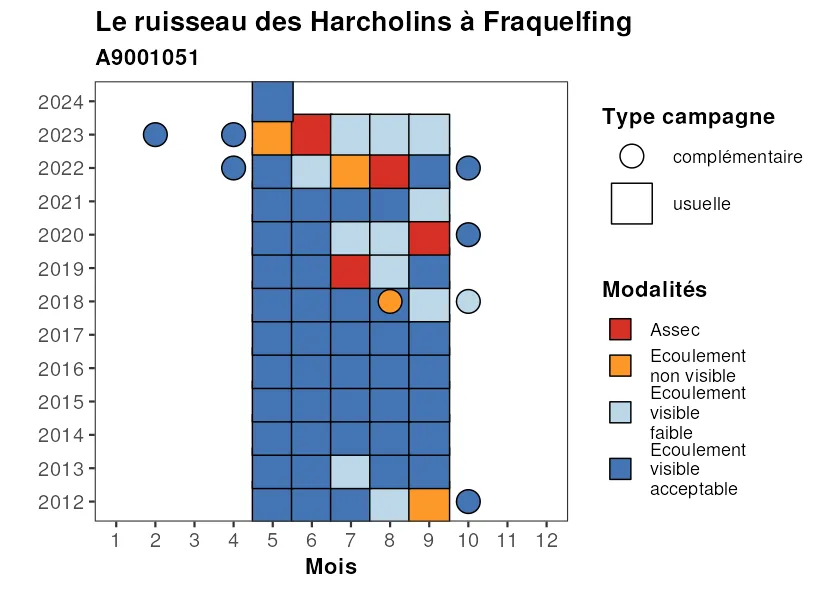 Le ruisseau des Harcholins à Fraquelfing
A9001051
2024
2023
2022
2021
2020
2019
2018
2017
2016
2015
2014
2013
2012
1 2 3 4 5 6 7 8 9 10 11 12
Mois
Type campagne
complémentaire
usuelle
Modalités
Assec
Ecoulement
non visible
Ecoulement
visible
faible
Ecoulement
visible
acceptable